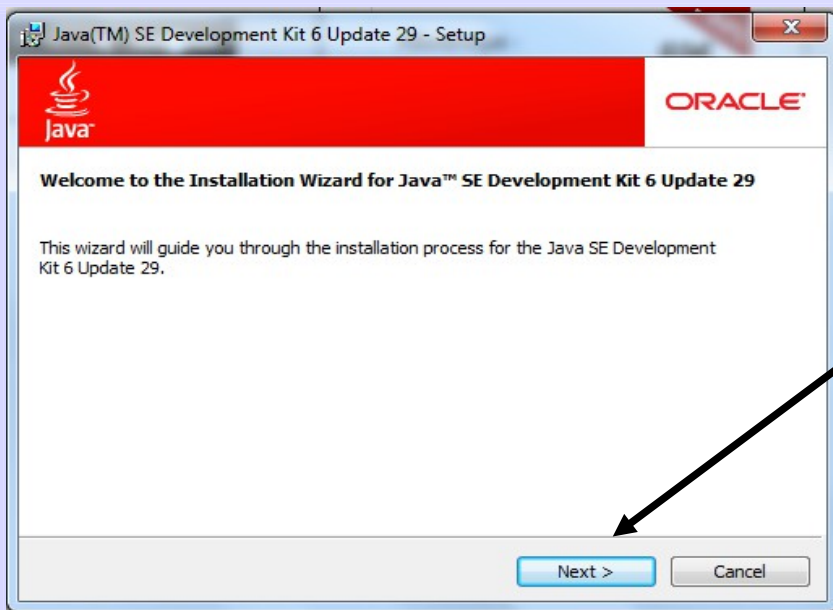 Java(TM) SE Development Kit 6 Update 29 - Setup
Java™
ORACLE®
Welcome to the Installation Wizard for Java™ SE Development Kit 6 Update 29
This wizard will guide you through the installation process for the Java SE Development
Kit 6 Update 29.
Next >
Cancel